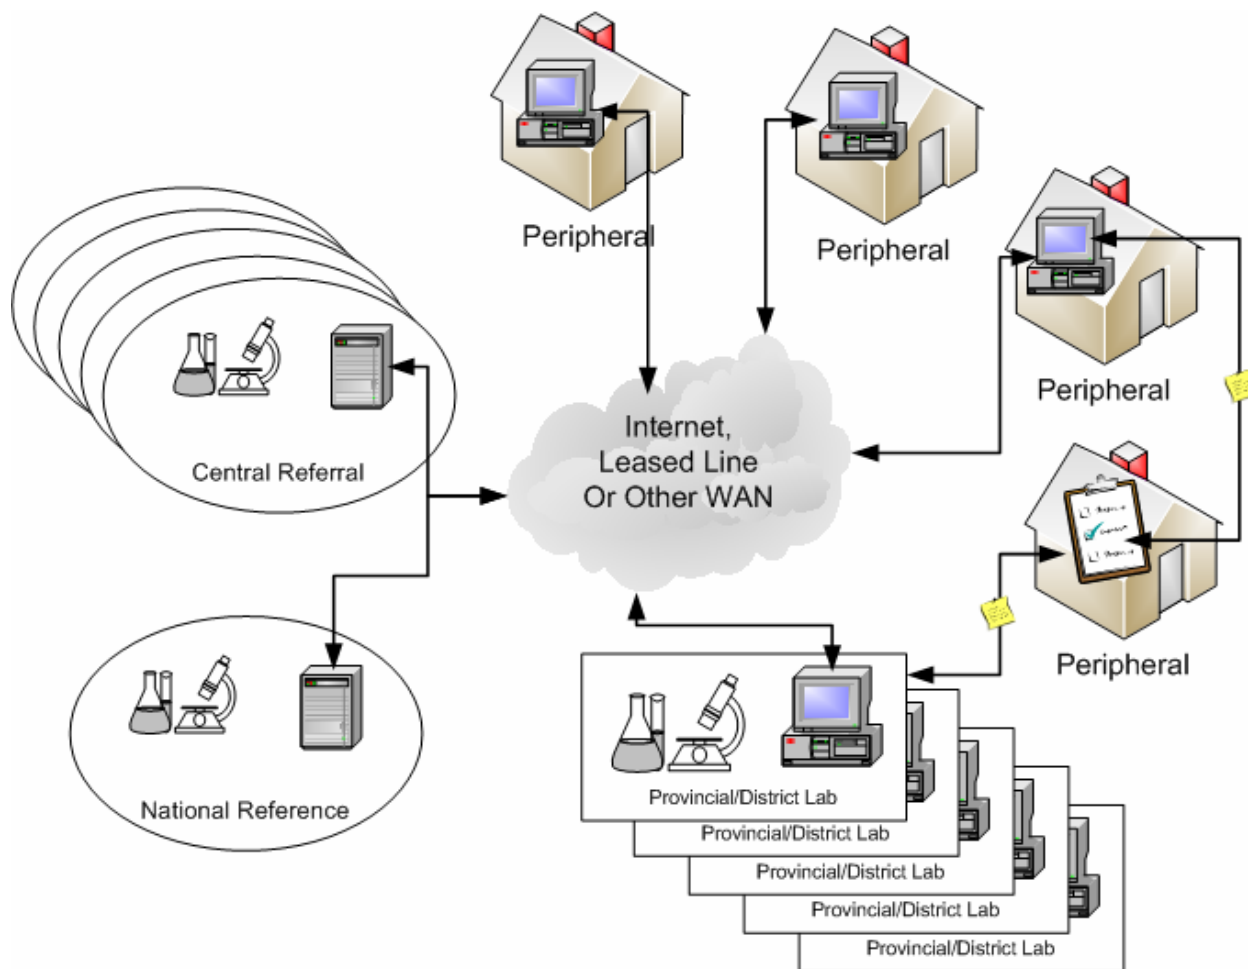 Peripheral
Peripheral
Peripheral
Internet,
Leased Line
Or Other WAN
Central Referral
Peripheral
National Reference
Provincial/District Lab
Provincial/District Lab
Provincial/District Lab
Provincial/District Lab
Provincial/District Lab